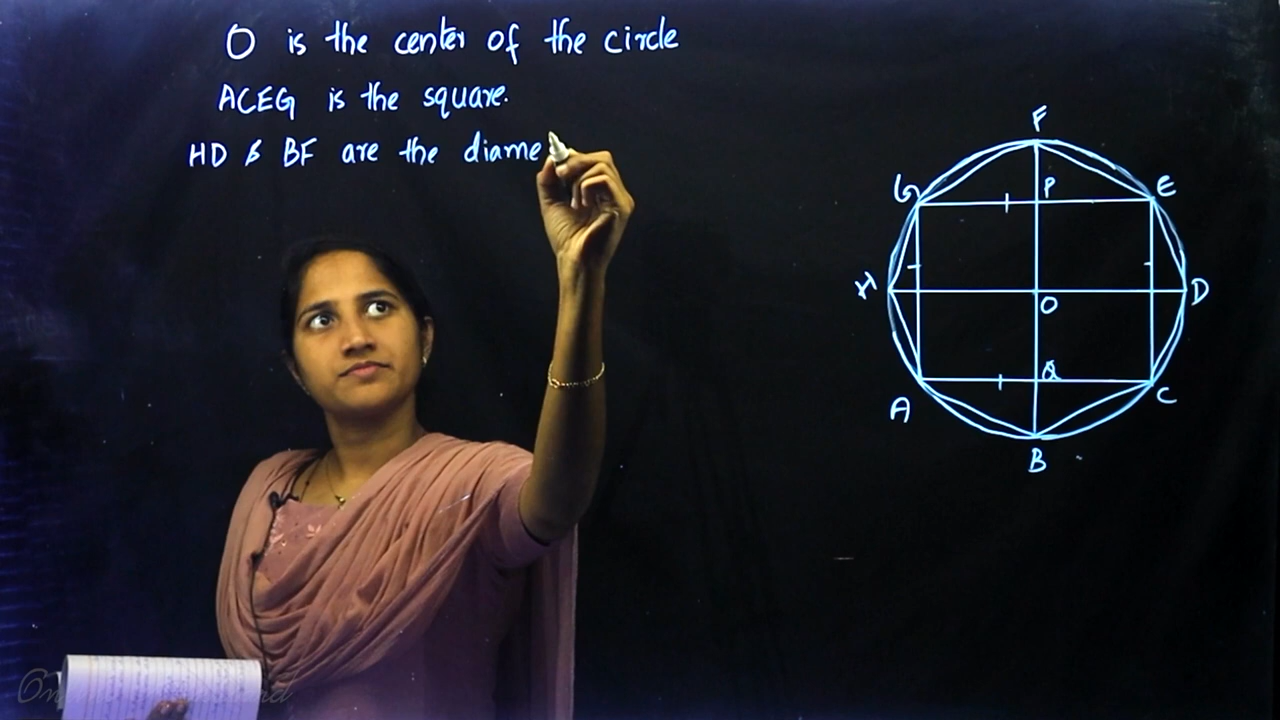 O is the center of the circle
ACEG is the square.
HD & BF are the diame
F
G
P
E
H
O
D
Q
A
C
B